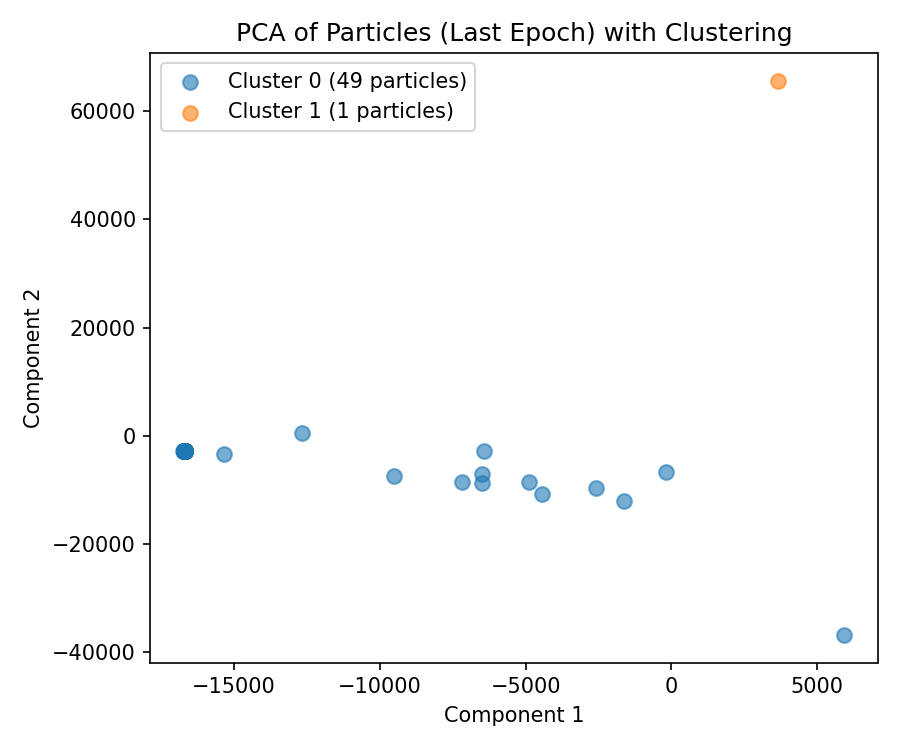 PCA of Particles (Last Epoch) with Clustering
Cluster 0 (49 particles)
Cluster 1 (1 particles)
60000
40000
20000
0
−20000
−40000
Component 2
−15000 −10000 −5000 0 5000
Component 1